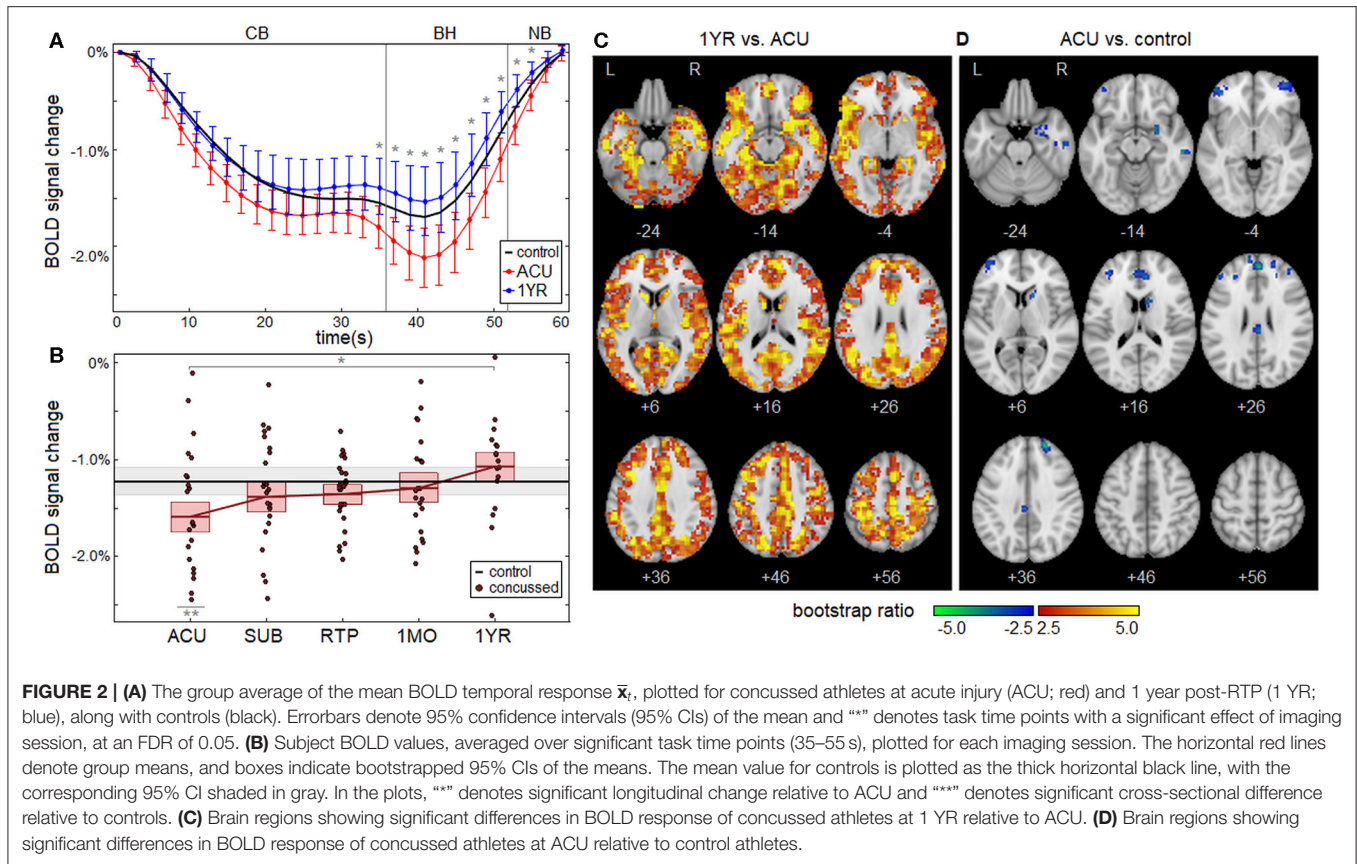 A
CB
BH
NB
0%
-1.0%
-2.0%
BOLD signal change
* * * * * * * * * *
control
ACU
1YR
0 10 20 30 40 50 60
time(s)
B
0%
-1.0%
-2.0%
BOLD signal change
*
**
control
concussed
ACU SUB RTP 1MO 1YR
C 1YR vs. ACU
L R
-24 -14 -4
+6 +16 +26
+36 +46 +56
D ACU vs. control
L R
-24 -14 -4
+6 +16 +26
+36 +46 +56
bootstrap ratio
-5.0 -2.5 2.5 5.0
FIGURE 2 | (A) The group average of the mean BOLD temporal response x̅t, plotted for concussed athletes at acute injury (ACU; red) and 1 year post-RTP (1 YR;
blue), along with controls (black). Errorbars denote 95% confidence intervals (95% CIs) of the mean and “*” denotes task time points with a significant effect of imaging
session, at an FDR of 0.05. (B) Subject BOLD values, averaged over significant task time points (35–55 s), plotted for each imaging session. The horizontal red lines
denote group means, and boxes indicate bootstrapped 95% CIs of the means. The mean value for controls is plotted as the thick horizontal black line, with the
corresponding 95% CI shaded in gray. In the plots, “*” denotes significant longitudinal change relative to ACU and “**” denotes significant cross-sectional difference
relative to controls. (C) Brain regions showing significant differences in BOLD response of concussed athletes at 1 YR relative to ACU. (D) Brain regions showing
significant differences in BOLD response of concussed athletes at ACU relative to control athletes.